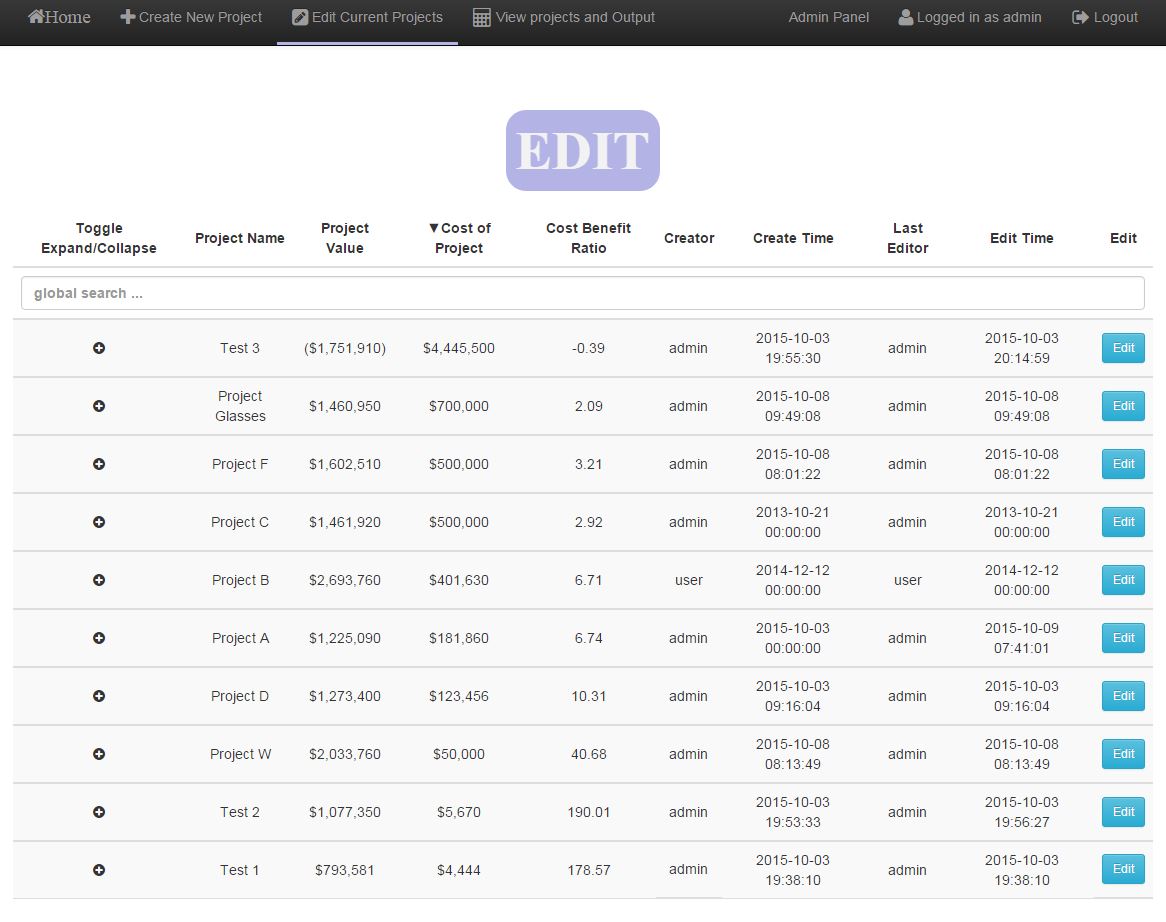 Home Create New Project Edit Current Projects View projects and Output Admin Panel Logged in as admin Logout
EDIT
Toggle Expand/Collapse Project Name Project Value ▼Cost of Project Cost Benefit Ratio Creator Create Time Last Editor Edit Time Edit
global search ...
Test 3 ($1,751,910) $4,445,500 -0.39 admin 2015-10-03 19:55:30 admin 2015-10-03 20:14:59 Edit
Project Glasses $1,460,950 $700,000 2.09 admin 2015-10-08 09:49:08 admin 2015-10-08 09:49:08 Edit
Project F $1,602,510 $500,000 3.21 admin 2015-10-08 08:01:22 admin 2015-10-08 08:01:22 Edit
Project C $1,461,920 $500,000 2.92 admin 2013-10-21 00:00:00 admin 2013-10-21 00:00:00 Edit
Project B $2,693,760 $401,630 6.71 user 2014-12-12 00:00:00 user 2014-12-12 00:00:00 Edit
Project A $1,225,090 $181,860 6.74 admin 2015-10-03 00:00:00 admin 2015-10-09 07:41:01 Edit
Project D $1,273,400 $123,456 10.31 admin 2015-10-03 09:16:04 admin 2015-10-03 09:16:04 Edit
Project W $2,033,760 $50,000 40.68 admin 2015-10-08 08:13:49 admin 2015-10-08 08:13:49 Edit
Test 2 $1,077,350 $5,670 190.01 admin 2015-10-03 19:53:33 admin 2015-10-03 19:56:27 Edit
Test 1 $793,581 $4,444 178.57 admin 2015-10-03 19:38:10 admin 2015-10-03 19:38:10 Edit